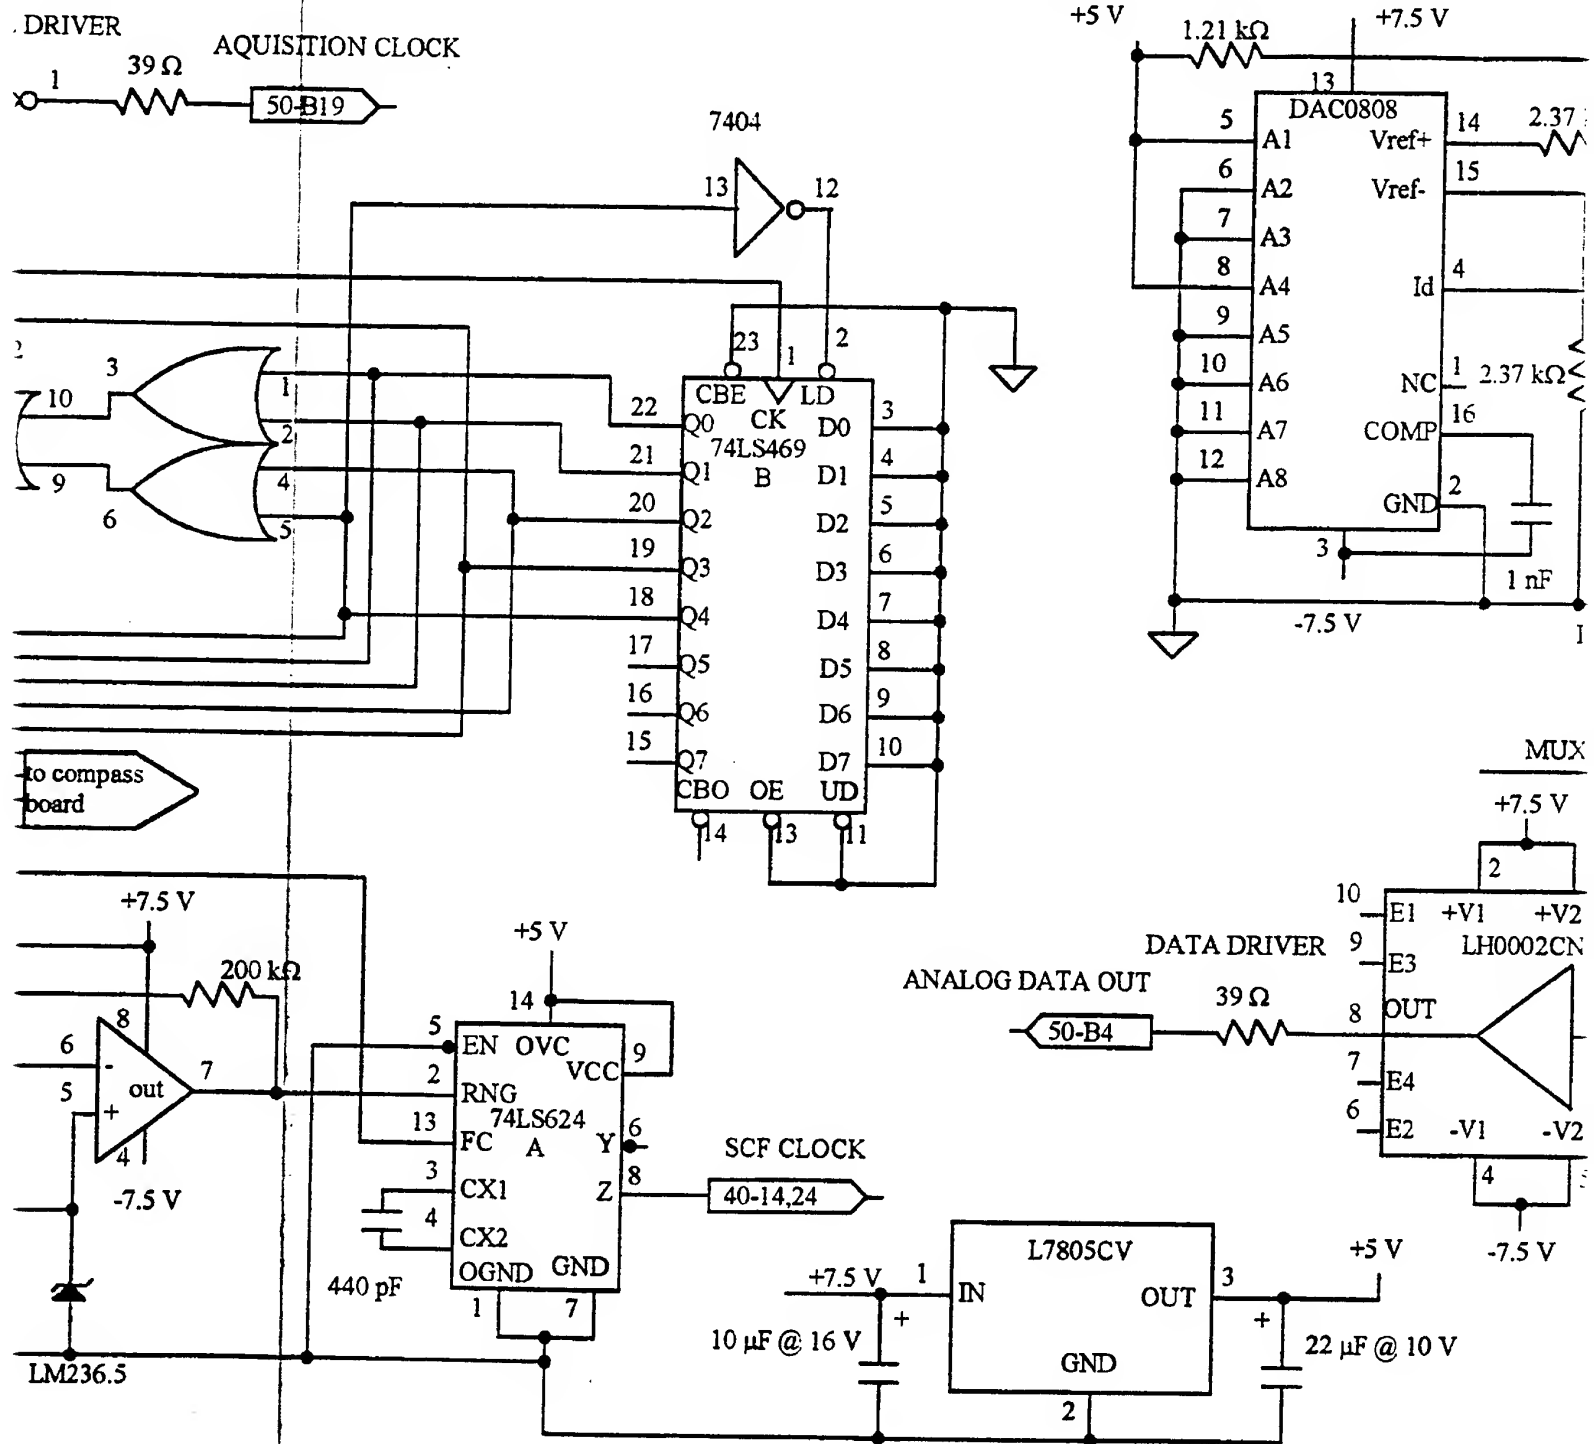 DRIVER
AQUISITION CLOCK
39 Ω
1
50-B19
7404
13
12
+5 V
1.21 kΩ
+7.5 V
13
DAC0808
5
A1
Vref+
14
2.37
6
A2
Vref-
15
7
A3
8
A4
Id
4
9
A5
10
A6
NC
1
2.37 kΩ
11
A7
COMP
16
12
A8
GND
2
3
1 nF
-7.5 V
3
1
2
10
9
4
6
5
23
1
2
CBE
CK
LD
74LS469
B
22
Q0
D0
3
21
Q1
D1
4
20
Q2
D2
5
19
Q3
D3
6
18
Q4
D4
7
17
Q5
D5
8
16
Q6
D6
9
15
Q7
D7
10
CBO
OE
UD
14
13
11
to compass
board
MUX
+7.5 V
2
10
E1
+V1
+V2
9
E3
LH0002CN
DATA DRIVER
ANALOG DATA OUT
39 Ω
50-B4
8
OUT
7
E4
6
E2
-V1
-V2
4
-7.5 V
+7.5 V
200 kΩ
8
6
-
out
7
5
+
4
-7.5 V
LM236.5
+5 V
14
5
EN
OVC
VCC
9
2
RNG
74LS624
A
13
FC
Y
6
3
CX1
Z
8
4
CX2
OGND
GND
440 pF
1
7
SCF CLOCK
40-14,24
L7805CV
+7.5 V
1
IN
OUT
3
+5 V
+
+
10 µF @ 16 V
22 µF @ 10 V
GND
2